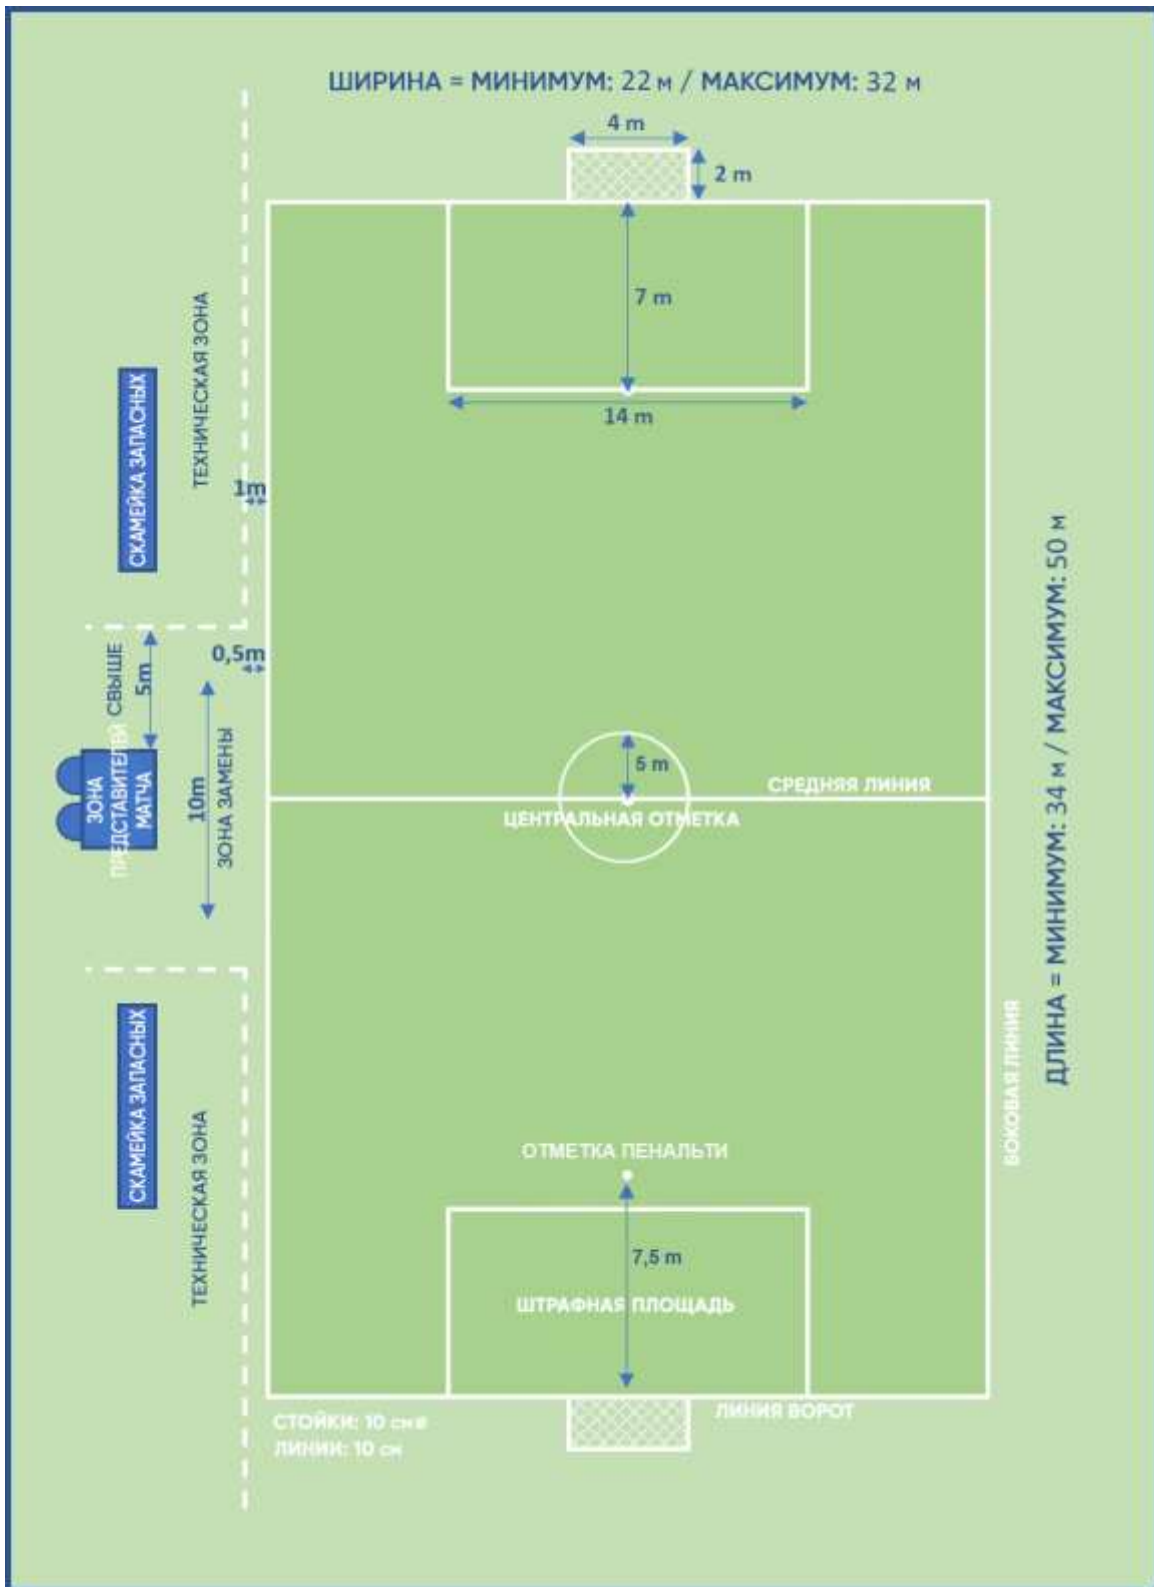 ШИРИНА = МИНИМУМ: 22 м / МАКСИМУМ: 32 м
4 m
2 m
7 m
14 m
ТЕХНИЧЕСКАЯ ЗОНА
СКАМЕЙКА ЗАПАСНЫХ
1m
0,5m
СВЫШЕ
5m
ЗОНА
ПРЕДСТАВИТЕЛЕЙ
МАТЧА
10m
ЗОНА ЗАМЕНЫ
5 m
СРЕДНЯЯ ЛИНИЯ
ЦЕНТРАЛЬНАЯ ОТМЕТКА
ДЛИНА = МИНИМУМ: 34 м / МАКСИМУМ: 50 м
БОКОВАЯ ЛИНИЯ
СКАМЕЙКА ЗАПАСНЫХ
ТЕХНИЧЕСКАЯ ЗОНА
ОТМЕТКА ПЕНАЛЬТИ
7,5 m
ШТРАФНАЯ ПЛОЩАДЬ
ЛИНИЯ ВОРОТ
СТОЙКИ: 10 см
ЛИНИИ: 10 см